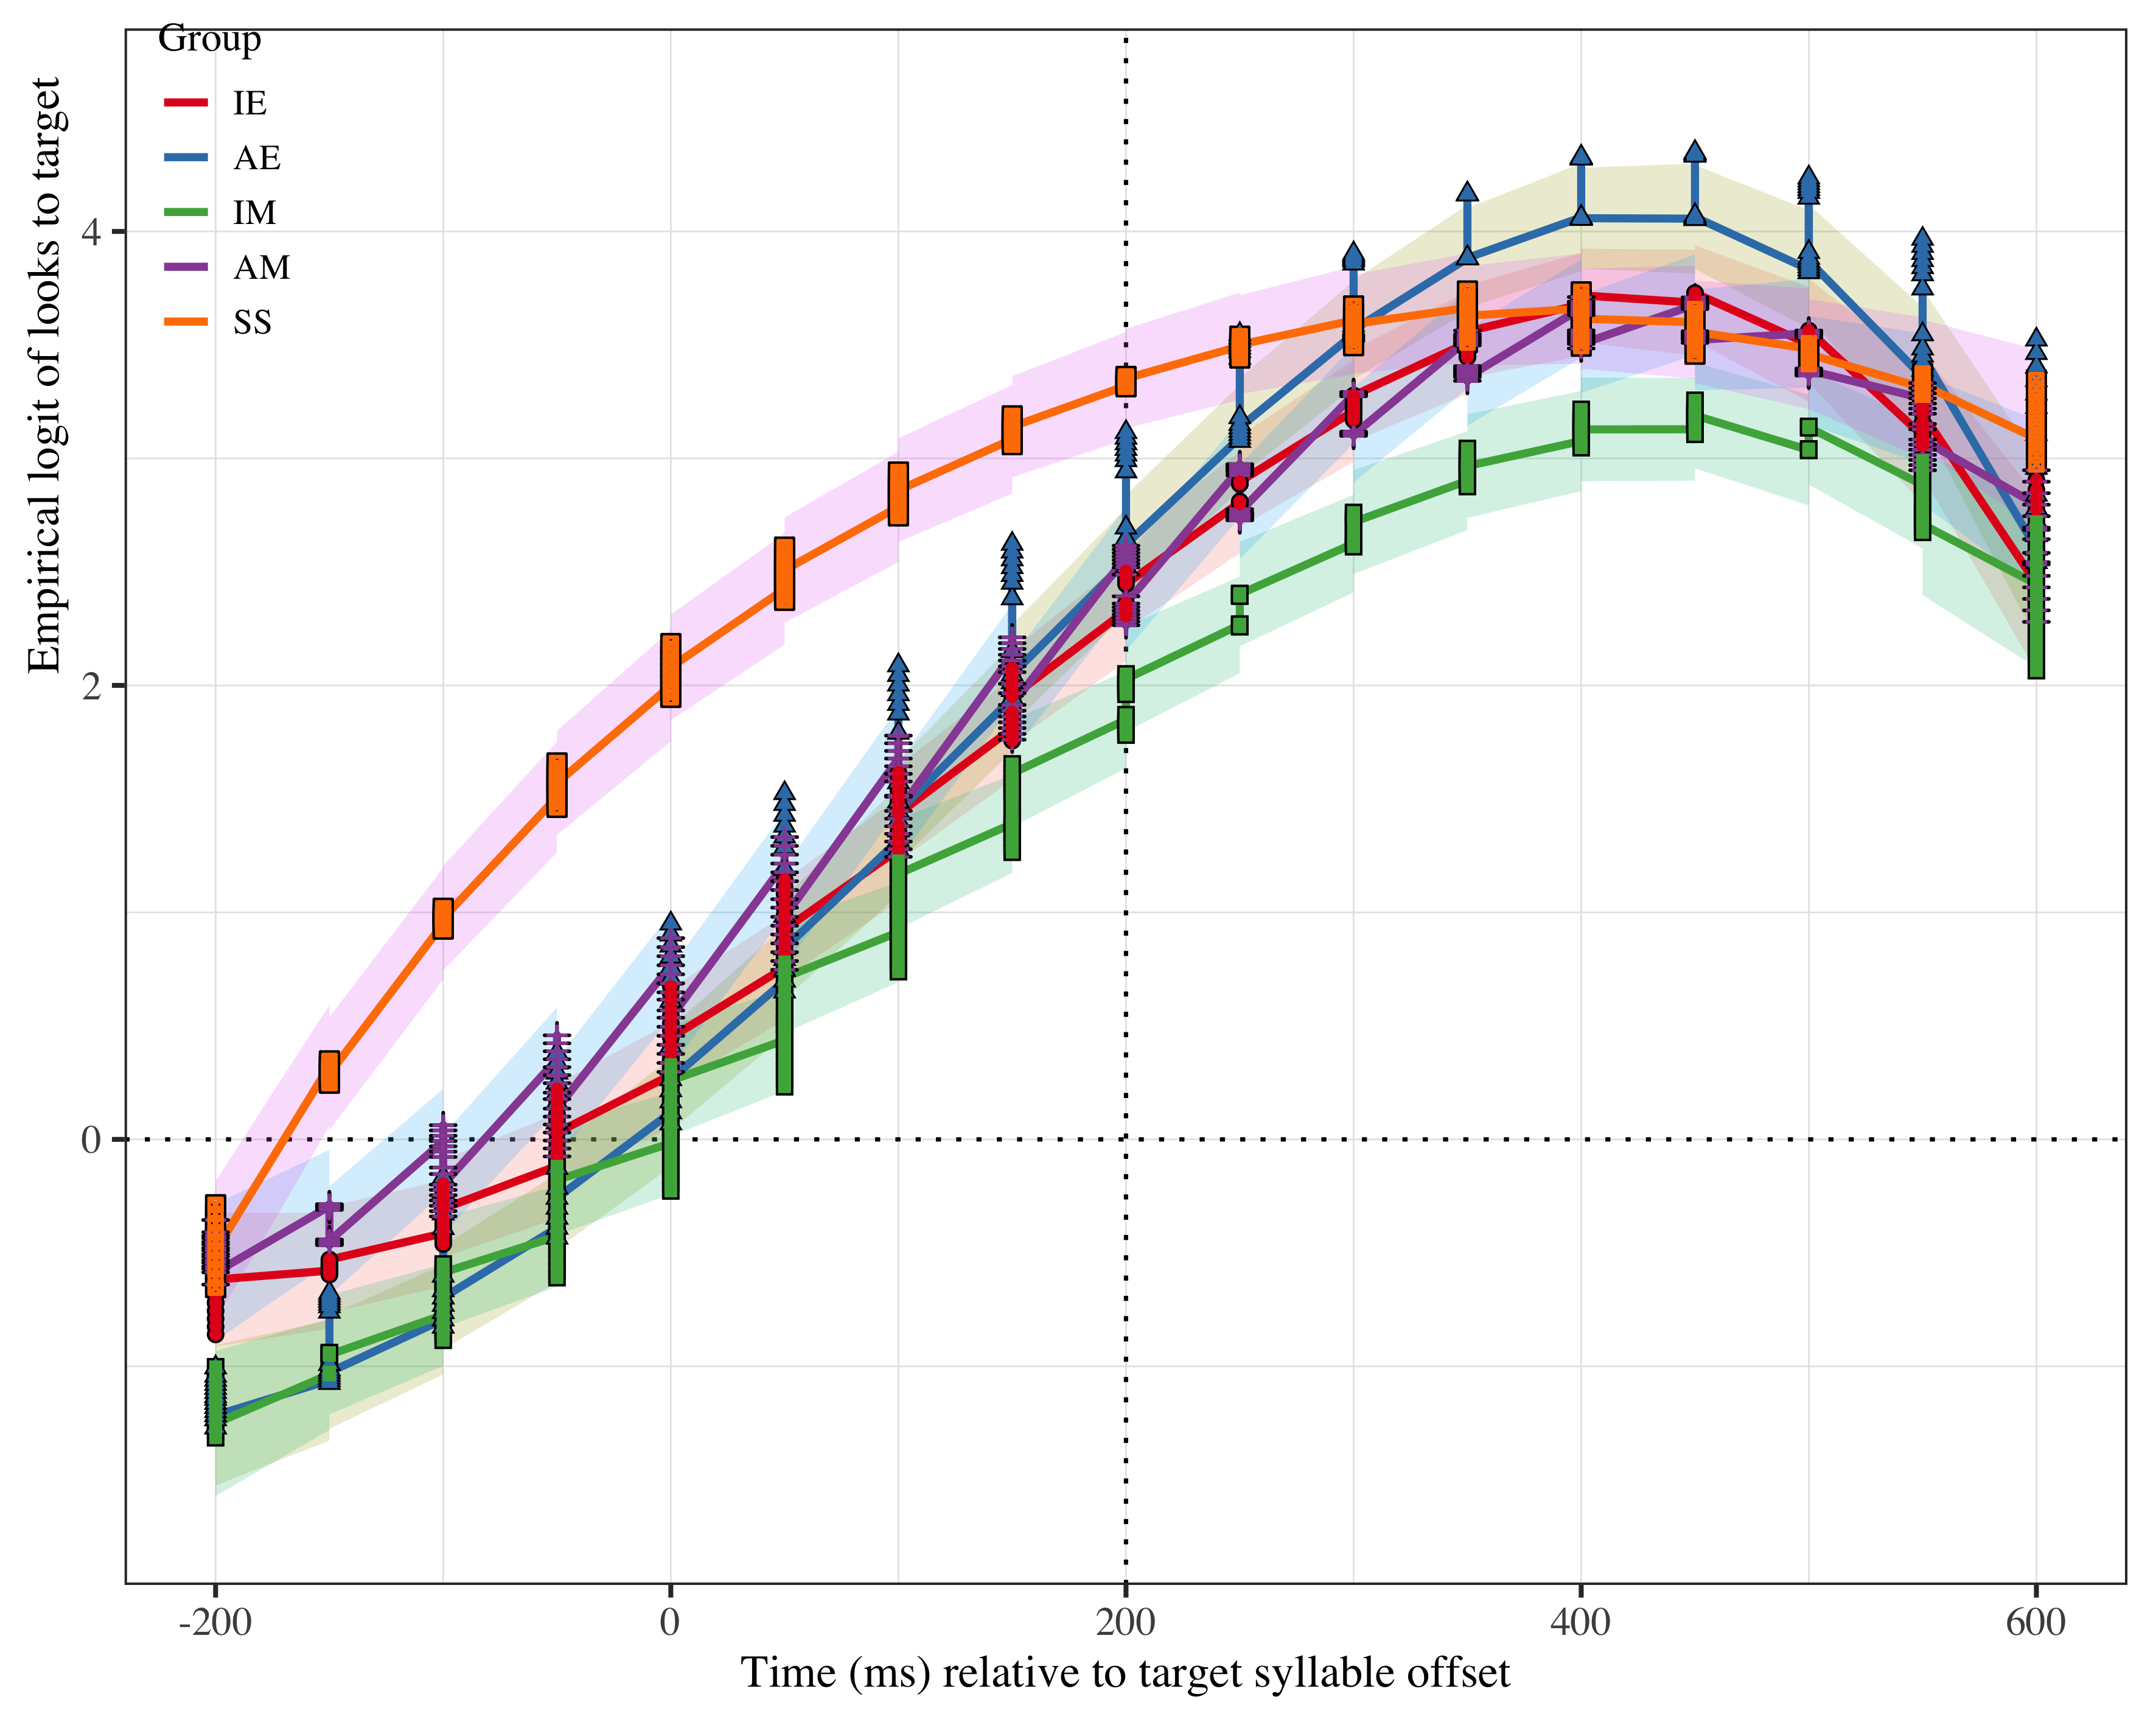 Group
IE
AE
IM
AM
SS
Empirical logit of looks to target
4
2
0
-200
0
200
400
600
Time (ms) relative to target syllable offset